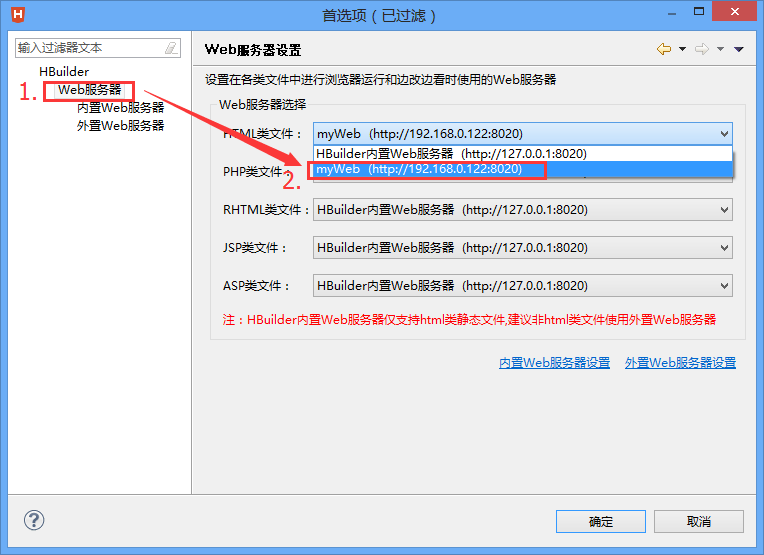 首选项（已过滤）
输入过滤器文本
HBuilder
1.
Web服务器
内置Web服务器
外置Web服务器
Web服务器设置
设置在各类文件中进行浏览器运行和边改边看时使用的Web服务器
Web服务器选择
HTML类文件： myWeb (http://192.168.0.122:8020)
HBuilder内置Web服务器 (http://127.0.0.1:8020)
2. myWeb (http://192.168.0.122:8020)
PHP类文件：
RHTML类文件： HBuilder内置Web服务器 (http://127.0.0.1:8020)
JSP类文件： HBuilder内置Web服务器 (http://127.0.0.1:8020)
ASP类文件： HBuilder内置Web服务器 (http://127.0.0.1:8020)
注：HBuilder内置Web服务器仅支持html类静态文件,建议非html类文件使用外置Web服务器
内置Web服务器设置 外置Web服务器设置
? 确定 取消